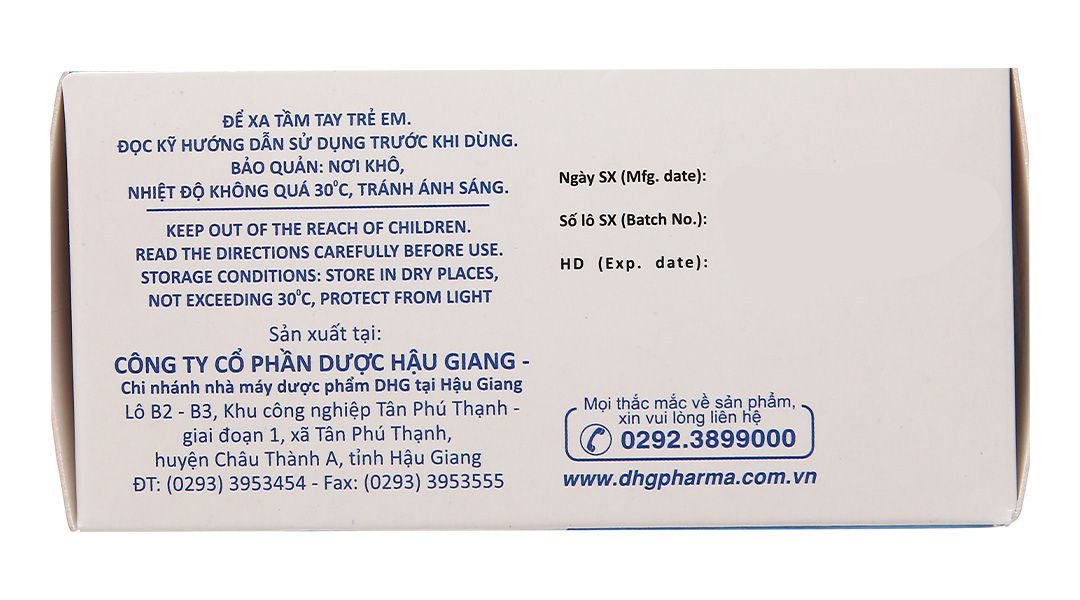 ĐỂ XA TẦM TAY TRẺ EM.
ĐỌC KỸ HƯỚNG DẪN SỬ DỤNG TRƯỚC KHI DÙNG.
BẢO QUẢN: NƠI KHÔ,
NHIỆT ĐỘ KHÔNG QUÁ 30⁰C, TRÁNH ÁNH SÁNG.
KEEP OUT OF THE REACH OF CHILDREN.
READ THE DIRECTIONS CAREFULLY BEFORE USE.
STORAGE CONDITIONS: STORE IN DRY PLACES,
NOT EXCEEDING 30⁰C, PROTECT FROM LIGHT
Sản xuất tại:
CÔNG TY CỔ PHẦN DƯỢC HẬU GIANG -
Chi nhánh nhà máy dược phẩm DHG tại Hậu Giang
Lô B2 - B3, Khu công nghiệp Tân Phú Thạnh -
giai đoạn 1, xã Tân Phú Thạnh,
huyện Châu Thành A, tỉnh Hậu Giang
ĐT: (0293) 3953454 - Fax: (0293) 3953555
Ngày SX (Mfg. date):
Số lô SX (Batch No.):
HD (Exp. date):
Mọi thắc mắc về sản phẩm,
xin vui lòng liên hệ
0292.3899000
www.dhgpharma.com.vn